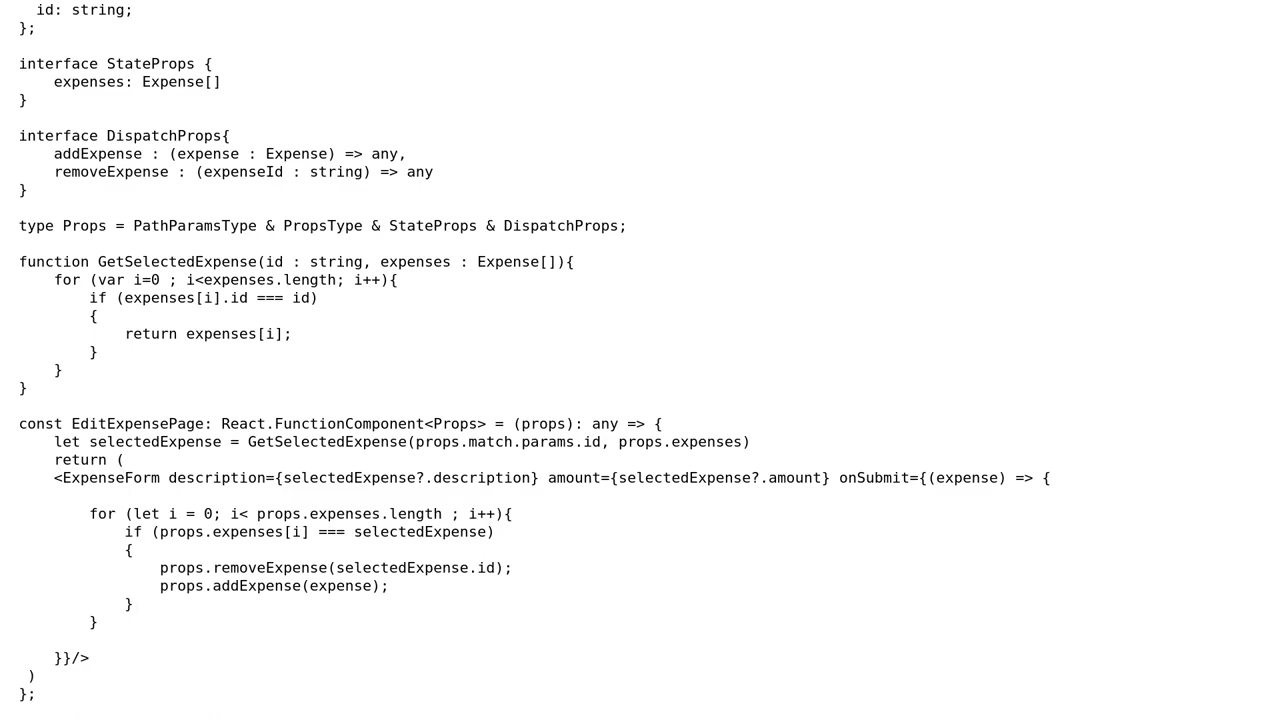 id: string;
};
interface StateProps {
    expenses: Expense[]
}
interface DispatchProps{
    addExpense : (expense : Expense) => any,
    removeExpense : (expenseId : string) => any
}
type Props = PathParamsType & PropsType & StateProps & DispatchProps;
function GetSelectedExpense(id : string, expenses : Expense[]){
    for (var i=0 ; i<expenses.length; i++){
        if (expenses[i].id === id)
        {
            return expenses[i];
        }
    }
}
const EditExpensePage: React.FunctionComponent<Props> = (props): any => {
    let selectedExpense = GetSelectedExpense(props.match.params.id, props.expenses)
    return (
    <ExpenseForm description={selectedExpense?.description} amount={selectedExpense?.amount} onSubmit={(expense) => {
        for (let i = 0; i< props.expenses.length ; i++){
            if (props.expenses[i] === selectedExpense)
            {
                props.removeExpense(selectedExpense.id);
                props.addExpense(expense);
            }
        }
    }}/>
 )
};